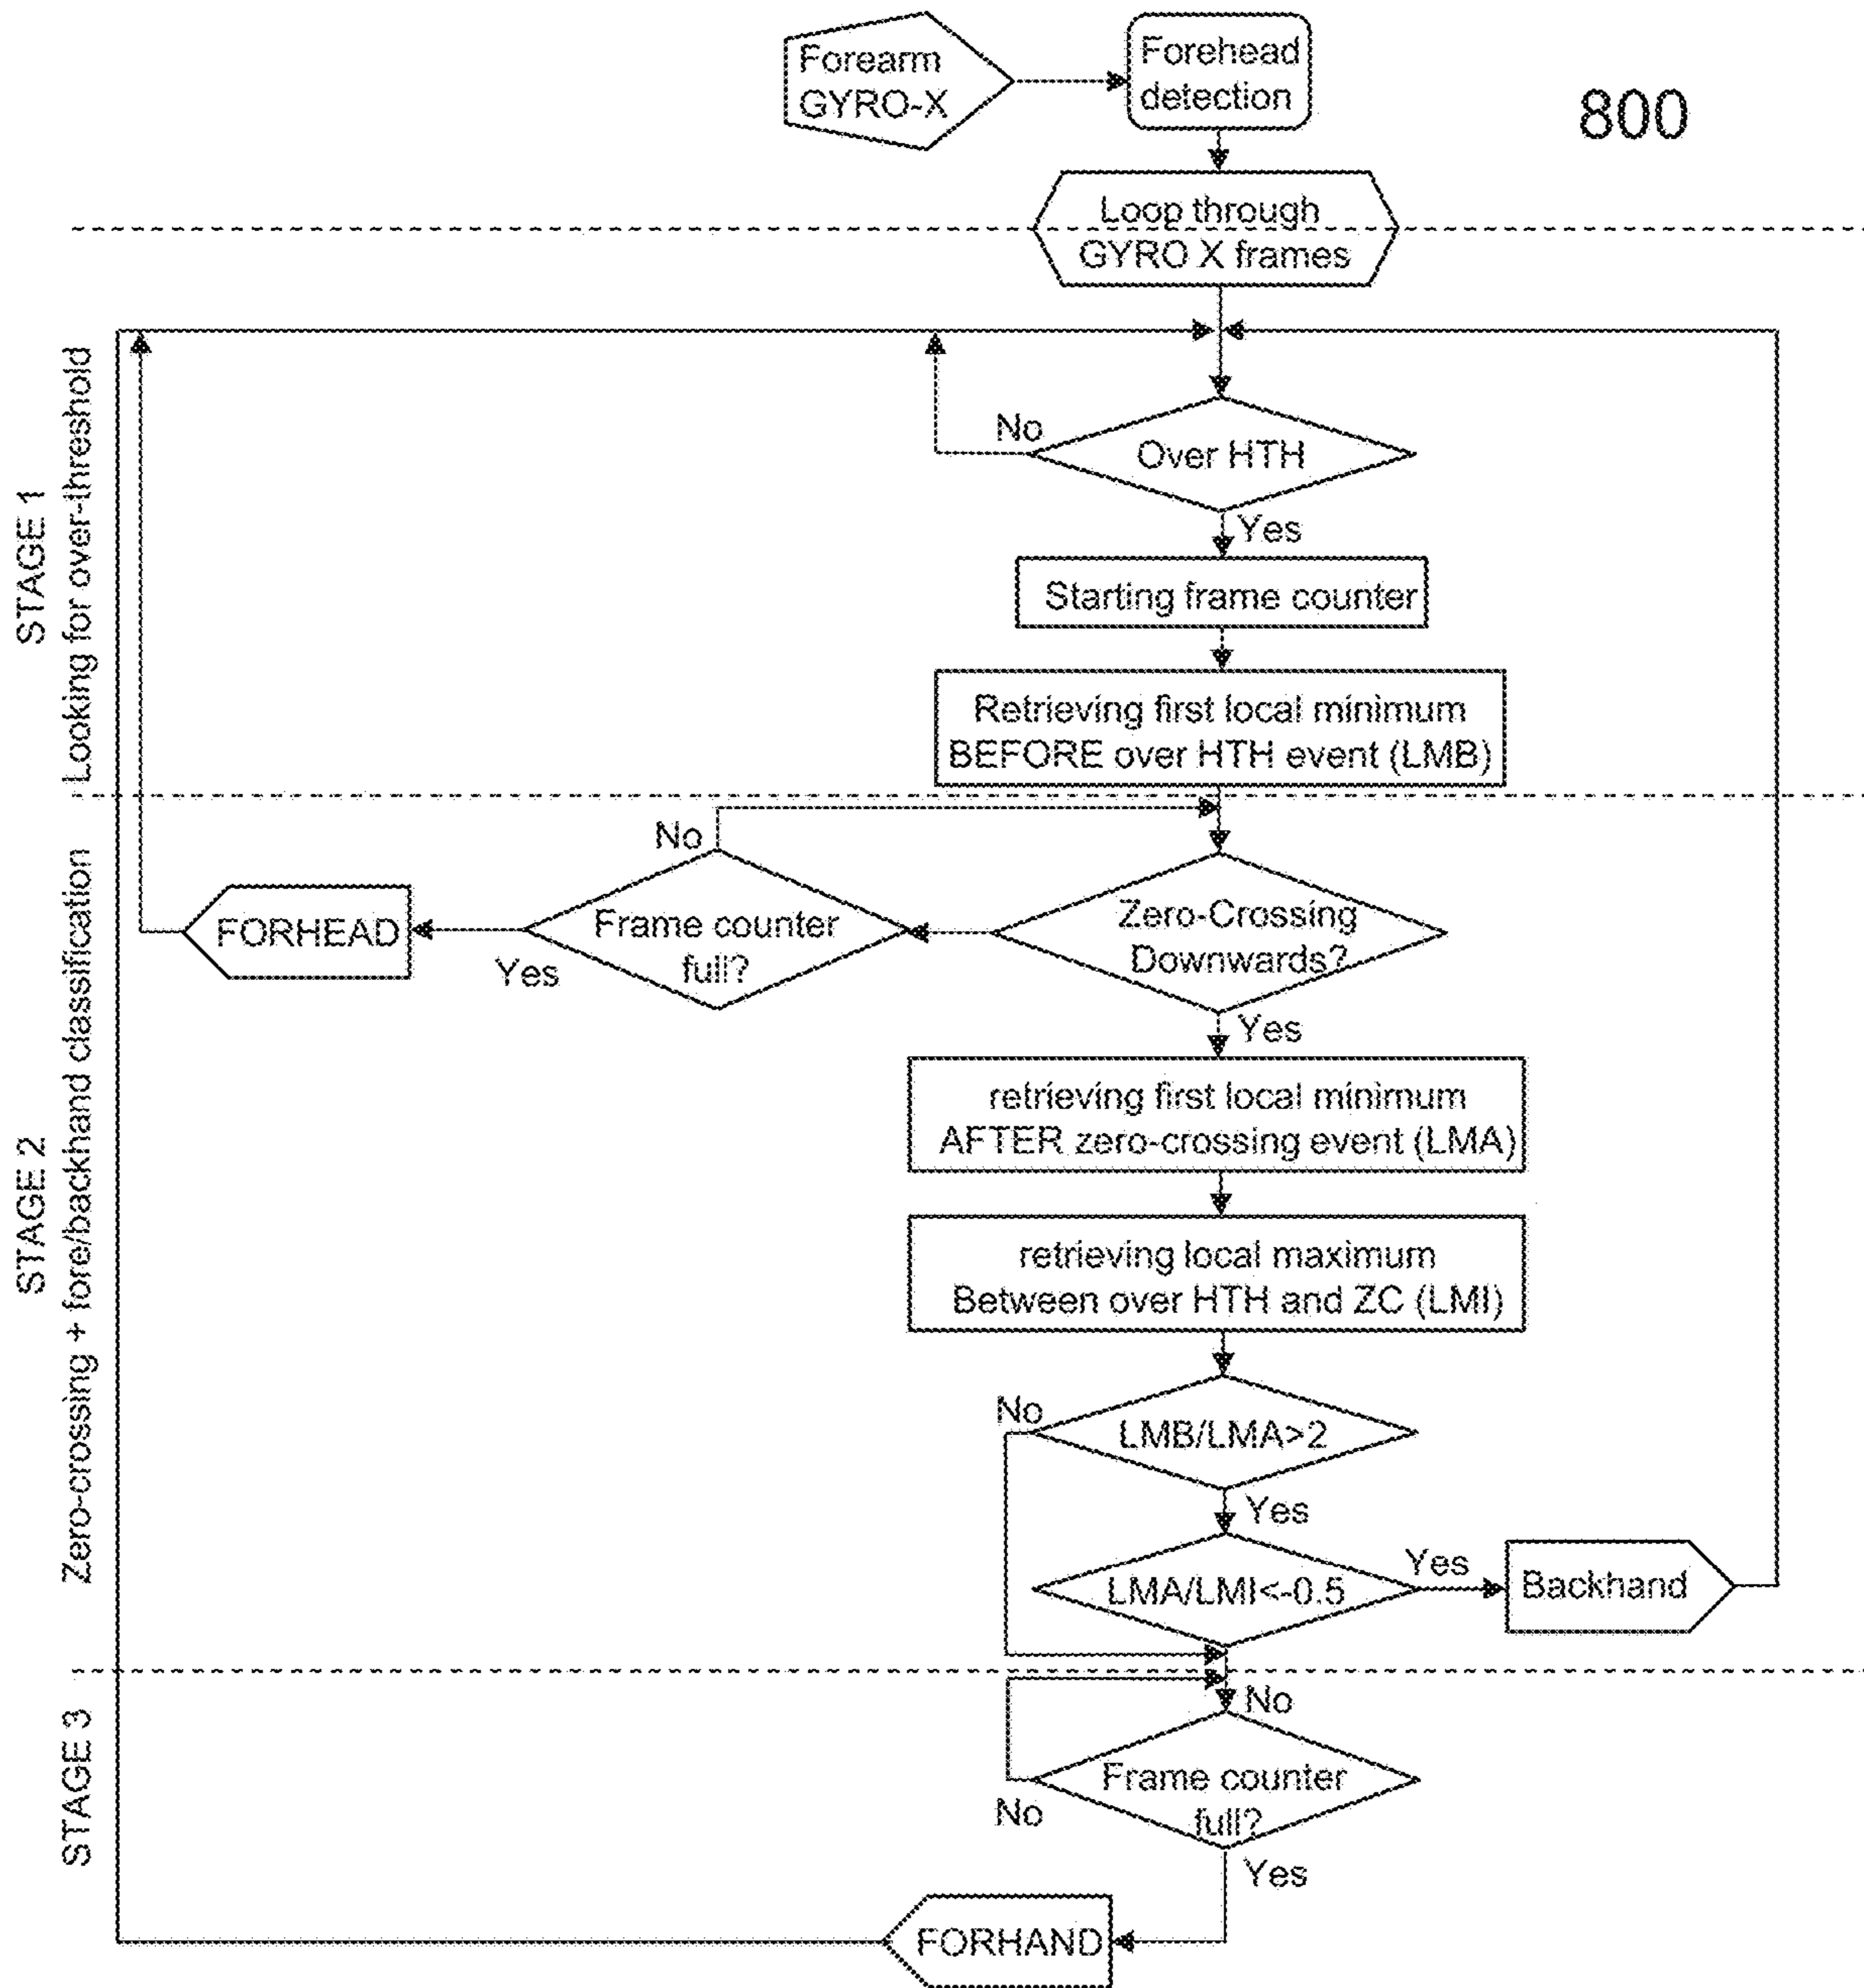 Forearm
GYRO-X
Forehead
detection
800
Loop through
GYRO X frames
STAGE 1
Looking for over-threshold
No
Over HTH
Yes
Starting frame counter
Retrieving first local minimum
BEFORE over HTH event (LMB)
STAGE 2
Zero-crossing + fore/backhand classification
No
FORHEAD
Yes
Frame counter
full?
Zero-Crossing
Downwards?
Yes
retrieving first local minimum
AFTER zero-crossing event (LMA)
retrieving local maximum
Between over HTH and ZC (LMI)
No
LMB/LMA>2
Yes
LMA/LMI<-0.5
Yes
Backhand
STAGE 3
No
Frame counter
full?
No
Yes
FORHAND